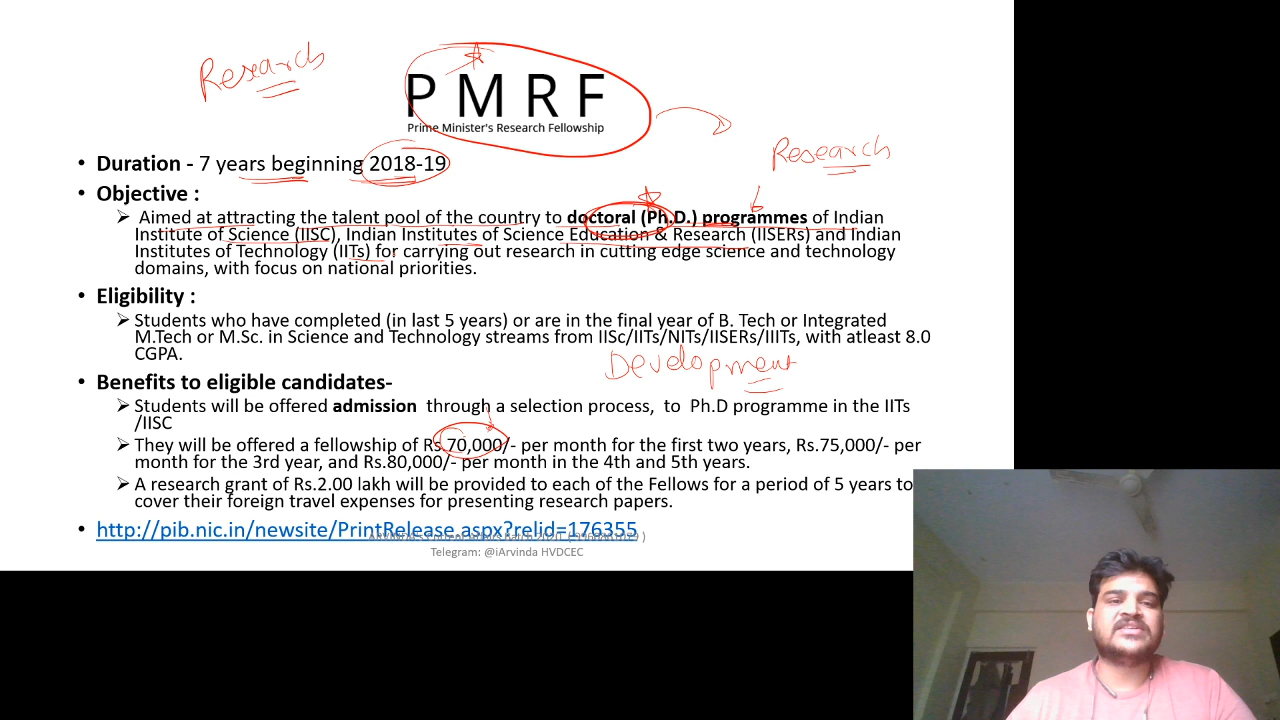 Research
P M R F
Prime Minister's Research Fellowship
Research
• Duration - 7 years beginning 2018-19
• Objective :
➢ Aimed at attracting the talent pool of the country to doctoral (Ph.D.) programmes of Indian
Institute of Science (IISC), Indian Institutes of Science Education & Research (IISERs) and Indian
Institutes of Technology (IITs) for carrying out research in cutting edge science and technology
domains, with focus on national priorities.
• Eligibility :
➢ Students who have completed (in last 5 years) or are in the final year of B. Tech or Integrated
M.Tech or M.Sc. in Science and Technology streams from IISc/IITs/NITs/IISERs/IIITs, with atleast 8.0
CGPA.
Development
• Benefits to eligible candidates-
➢ Students will be offered admission through a selection process, to Ph.D programme in the IITs
/IISC
➢ They will be offered a fellowship of Rs 70,000/- per month for the first two years, Rs.75,000/- per
month for the 3rd year, and Rs.80,000/- per month in the 4th and 5th years.
➢ A research grant of Rs.2.00 lakh will be provided to each of the Fellows for a period of 5 years to
cover their foreign travel expenses for presenting research papers.
• http://pib.nic.in/newsite/PrintRelease.aspx?relid=176355
Telegram: @iArvinda HVDCEC